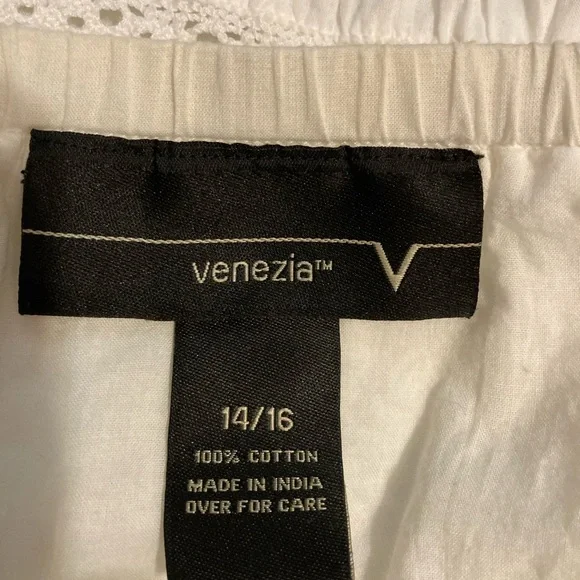 venezia™
V
14/16
100% COTTON
MADE IN INDIA
OVER FOR CARE